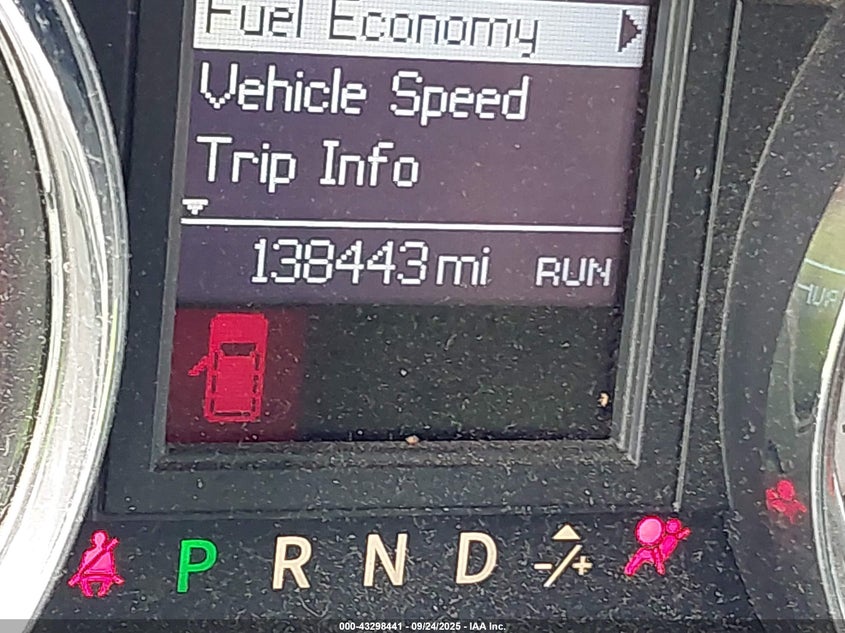 Fuel Economy
Vehicle Speed
Trip Info
138443 mi RUN
P R N D -/+
000-43298441 - 09/24/2025 - IAA Inc.